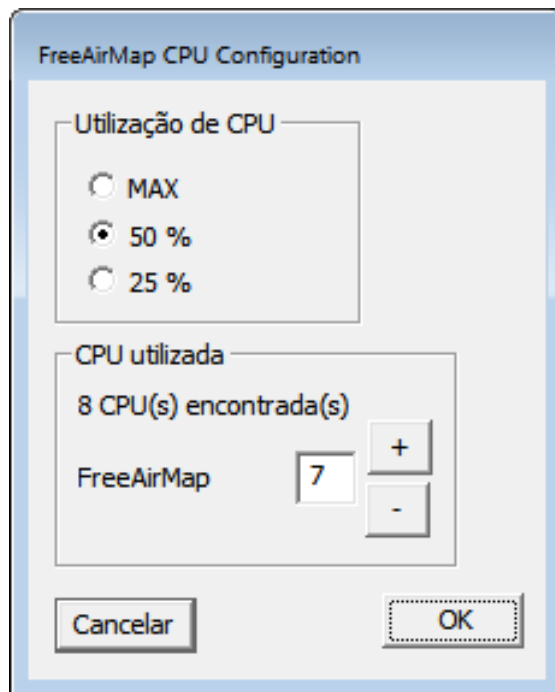 FreeAirMap CPU Configuration
Utilização de CPU
MAX
50 %
25 %
CPU utilizada
8 CPU(s) encontrada(s)
FreeAirMap 7 +
-
Cancelar OK